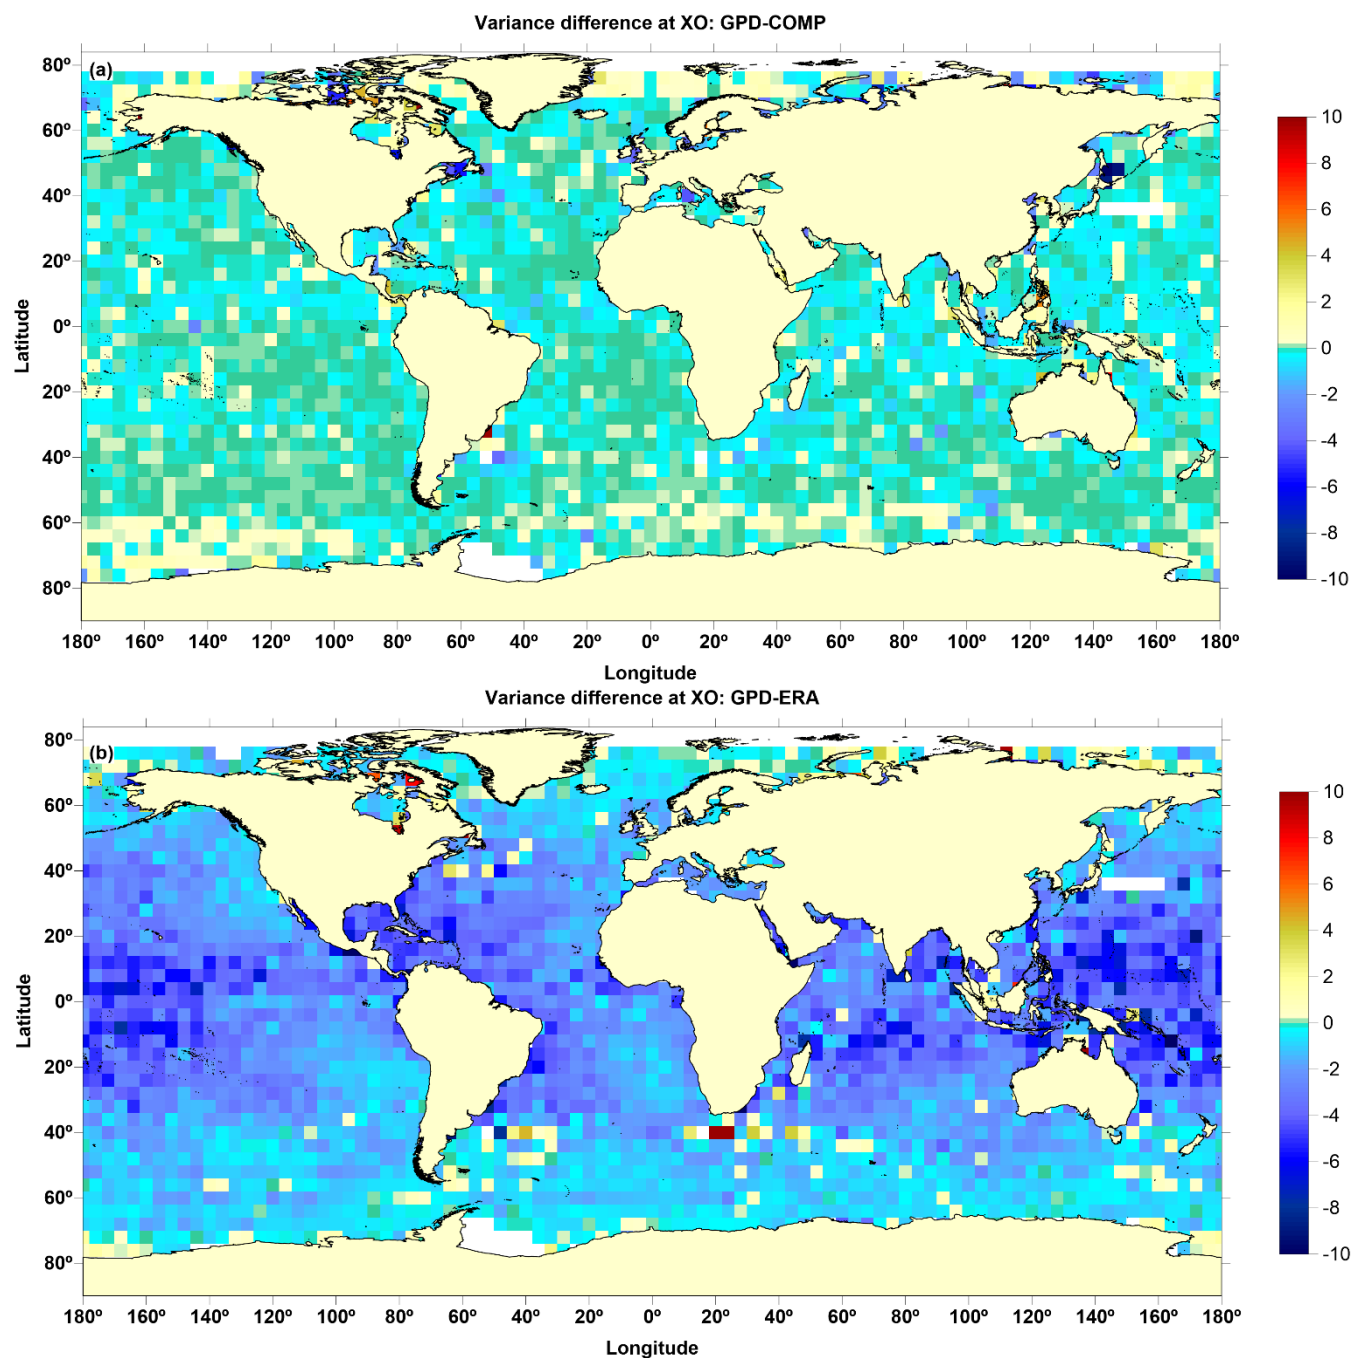 Variance difference at XO: GPD-COMP
(a)
80º
60º
40º
20º
0º
20º
40º
60º
80º
Latitude
180º 160º 140º 120º 100º 80º 60º 40º 20º 0º 20º 40º 60º 80º 100º 120º 140º 160º 180º
Longitude
10
8
6
4
2
0
-2
-4
-6
-8
-10
Variance difference at XO: GPD-ERA
(b)
80º
60º
40º
20º
0º
20º
40º
60º
80º
Latitude
180º 160º 140º 120º 100º 80º 60º 40º 20º 0º 20º 40º 60º 80º 100º 120º 140º 160º 180º
Longitude
10
8
6
4
2
0
-2
-4
-6
-8
-10